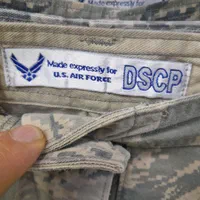 Made expressly for
U.S. AIR FORCE
DSCP